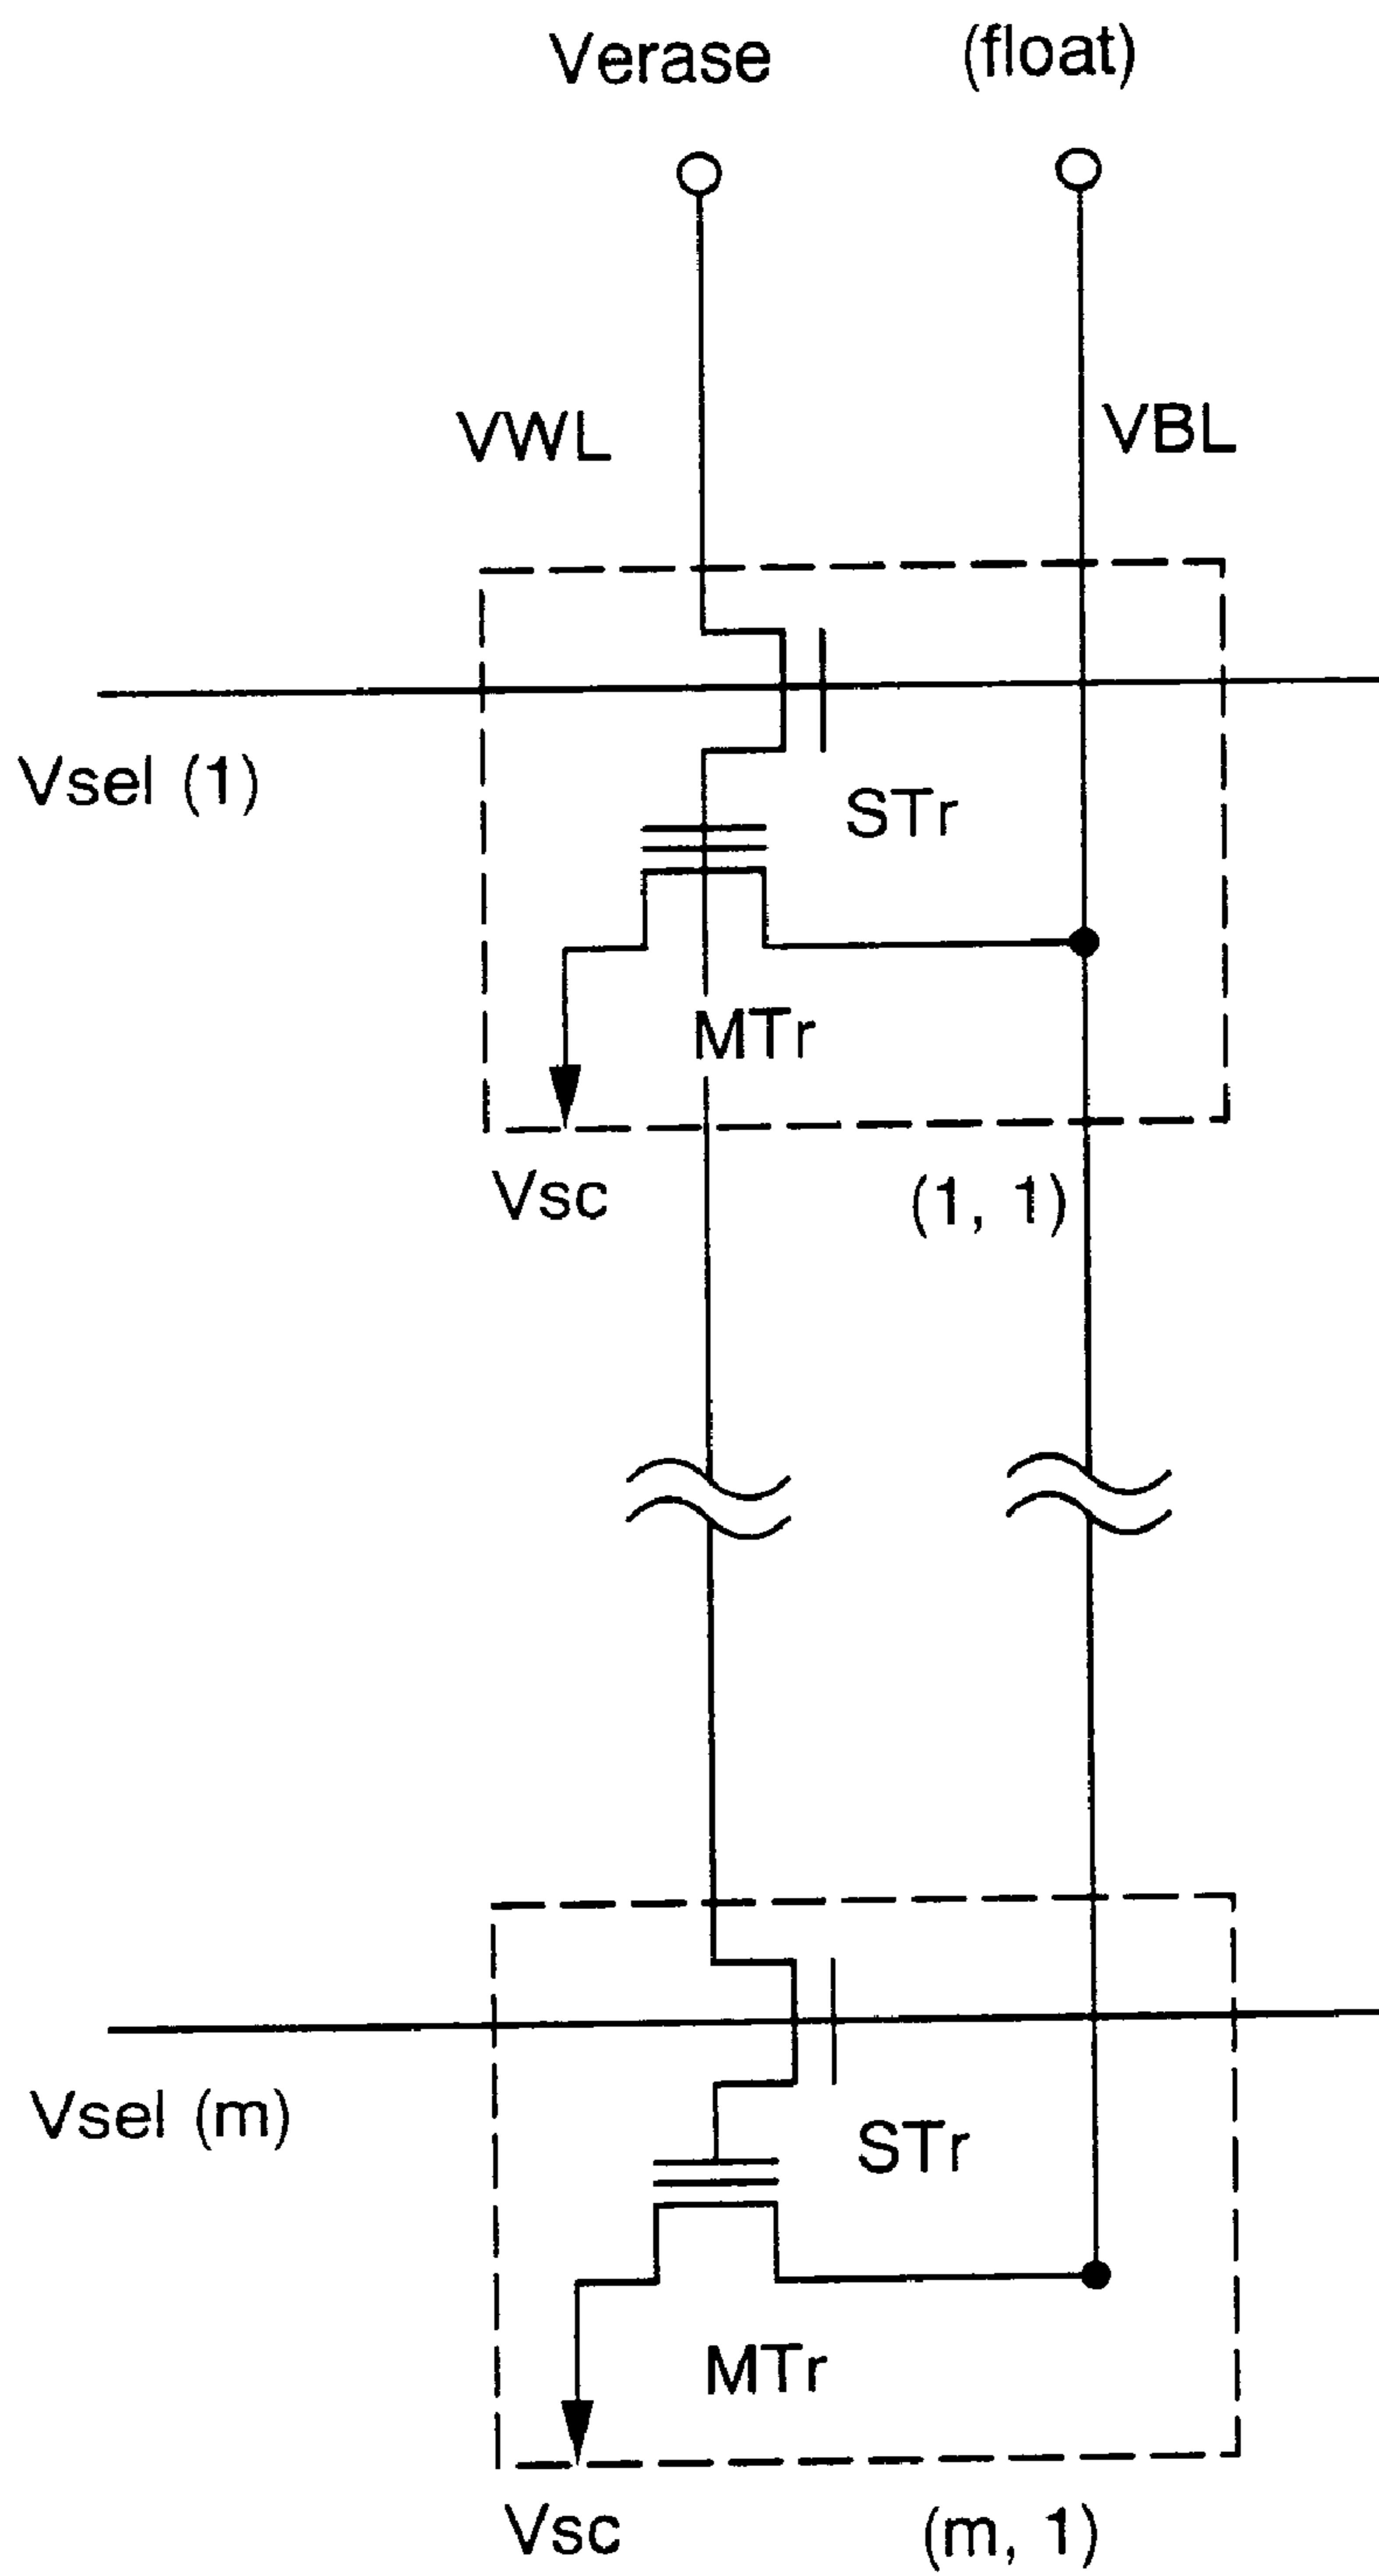 Verase (float)
VWL VBL
Vsel (1)
STr
MTr
Vsc (1, 1)
Vsel (m)
STr
MTr
Vsc (m, 1)